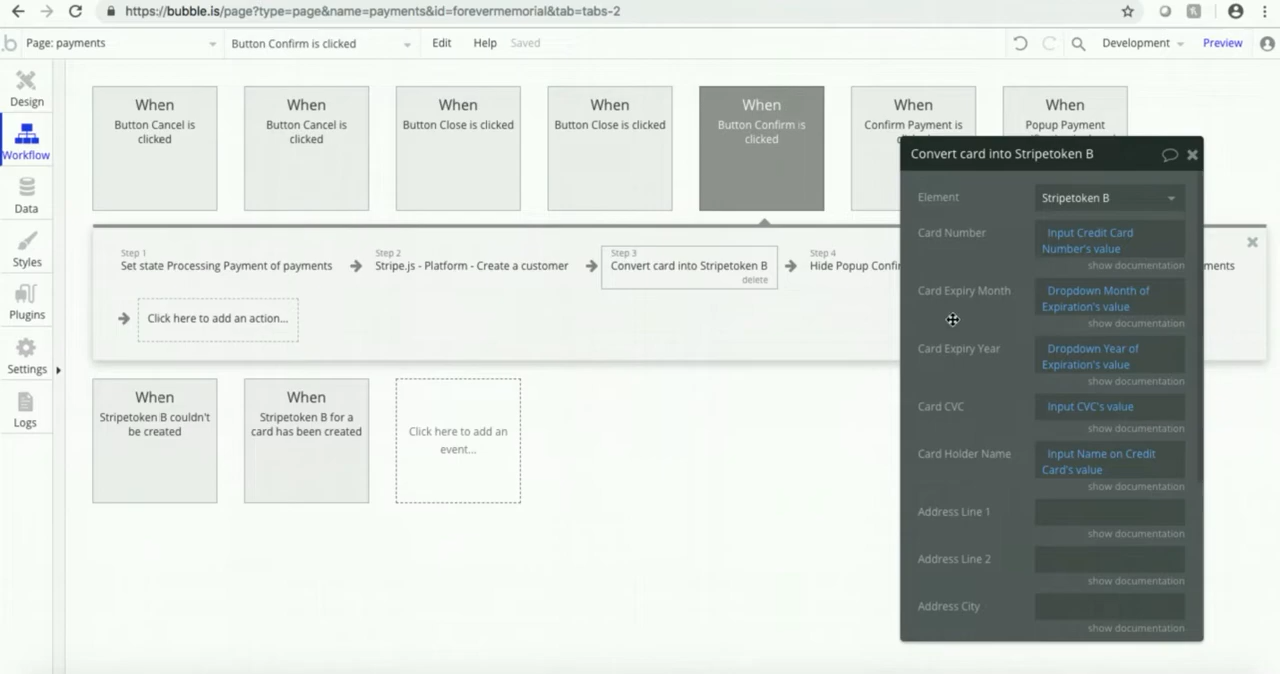 https://bubble.is/page?type=page&name=payments&id=forevermemorial&tab=tabs-2
.b Page: payments
Button Confirm is clicked
Edit
Help
Saved
Development
Preview
Design
Workflow
Data
Styles
Plugins
Settings
Logs
When
Button Cancel is
clicked
When
Button Cancel is
clicked
When
Button Close is clicked
When
Button Close is clicked
When
Button Confirm is
clicked
When
Confirm Payment is
When
Popup Payment
Step 1
Set state Processing Payment of payments
Step 2
Stripe.js - Platform - Create a customer
Step 3
Convert card into Stripetoken B
delete
Step 4
Hide Popup Confi
ments
Click here to add an action...
When
Stripetoken B couldn't
be created
When
Stripetoken B for a
card has been created
Click here to add an
event...
Convert card into Stripetoken B
Element
Stripetoken B
Card Number
Input Credit Card
Number's value
show documentation
Card Expiry Month
Dropdown Month of
Expiration's value
show documentation
Card Expiry Year
Dropdown Year of
Expiration's value
show documentation
Card CVC
Input CVC's value
show documentation
Card Holder Name
Input Name on Credit
Card's value
show documentation
Address Line 1
show documentation
Address Line 2
show documentation
Address City
show documentation